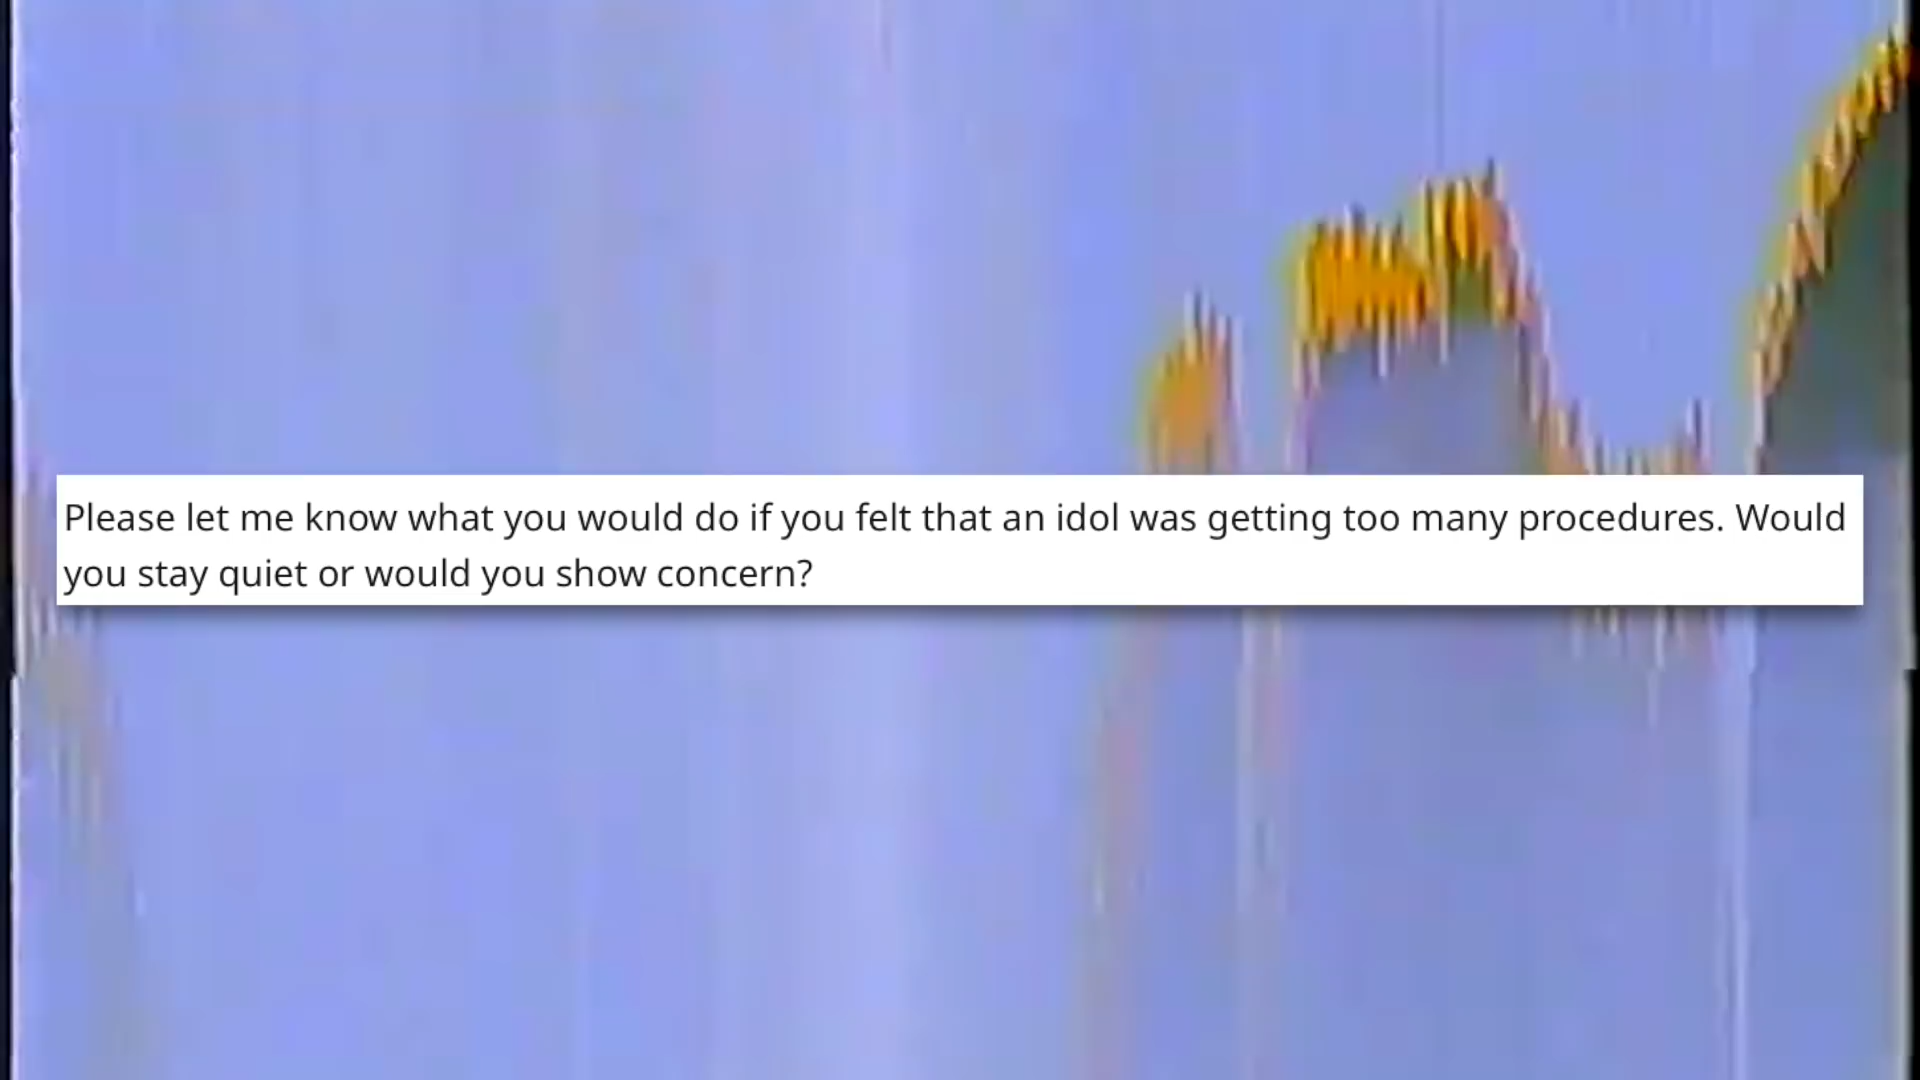 Please let me know what you would do if you felt that an idol was getting too many procedures. Would
you stay quiet or would you show concern?